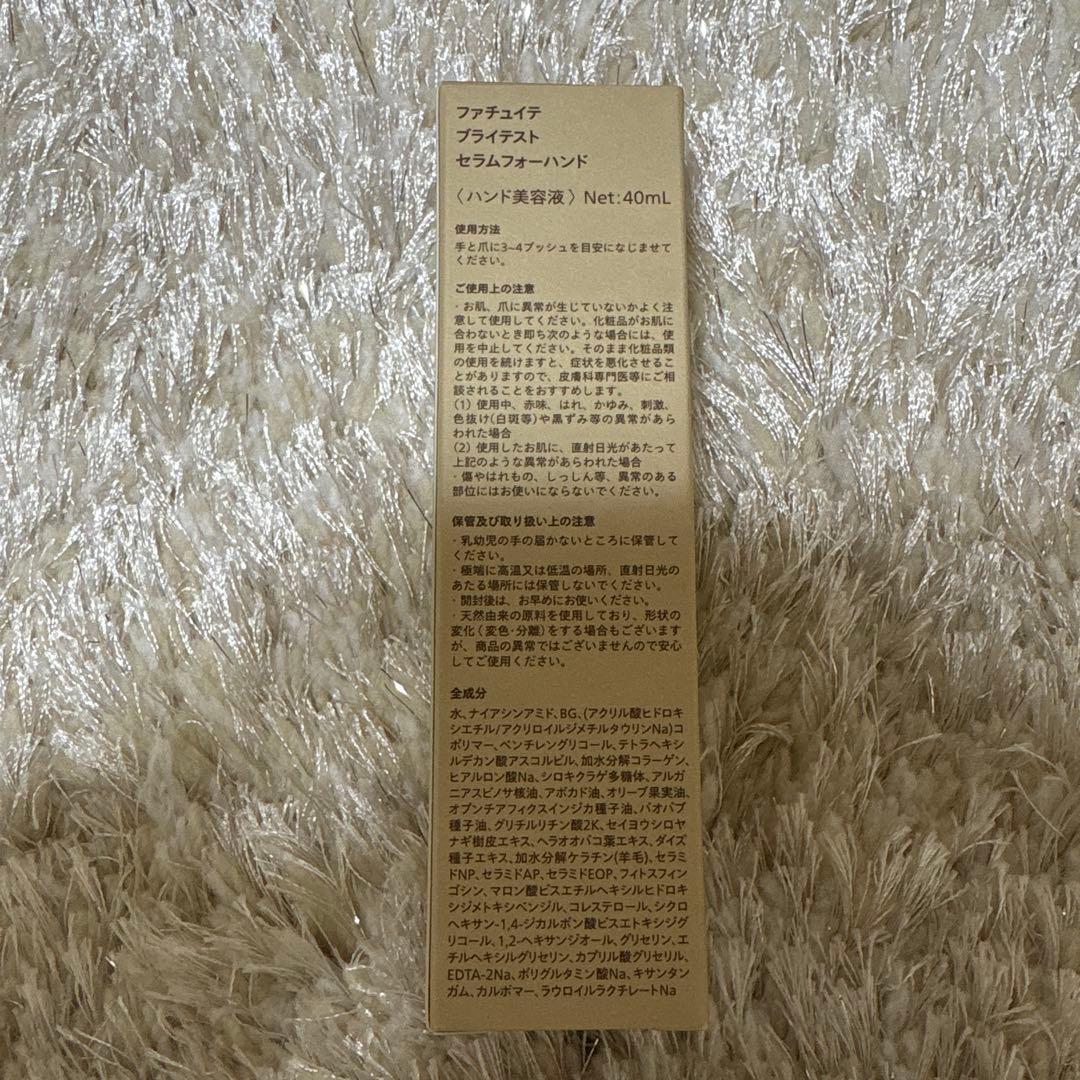 ファチュイテ
ブライテスト
セラムフォーハンド
〈ハンド美容液〉Net:40mL
使用方法
手と爪に3~4プッシュを目安になじませて
ください。
ご使用上の注意
・お肌、爪に異常が生じていないかよく注
意して使用してください。化粧品がお肌に
合わないとき即ち次のような場合には、使
用を中止してください。そのまま化粧品類
の使用を続けますと、症状を悪化させるこ
とがありますので、皮膚科専門医等にご相
談されることをおすすめします。
(1) 使用中、赤味、はれ、かゆみ、刺激、
色抜け(白斑等)や黒ずみ等の異常があら
われた場合
(2) 使用したお肌に、直射日光があたって
上記のような異常があらわれた場合
・傷やはれもの、しっしん等、異常のある
部位にはお使いにならないでください。
保管及び取り扱い上の注意
・乳幼児の手の届かないところに保管して
ください。
・極端に高温又は低温の場所、直射日光の
あたる場所には保管しないでください。
・開封後は、お早めにお使いください。
・天然由来の原料を使用しており、形状の
変化(変色・分離)をする場合もございます
が、商品の異常ではございませんので安心
してご使用ください。
全成分
水、ナイアシンアミド、BG、(アクリル酸ヒドロキ
シエチル/アクリロイルジメチルタウリンNa)コ
ポリマー、ペンチレングリコール、テトラヘキシ
ルデカン酸アスコルビル、加水分解コラーゲン、
ヒアルロン酸Na、シロキクラゲ多糖体、アルガ
ニアスピノサ核油、アボカド油、オリーブ果実油、
オプンチアフィクスインジカ種子油、バオバブ
種子油、グリチルリチン酸2K、セイヨウシロヤ
ナギ樹皮エキス、ヘラオオバコ葉エキス、ダイズ
種子エキス、加水分解ケラチン(羊毛)、セラミ
ドNP、セラミドAP、セラミドEOP、フィトスフィン
ゴシン、マロン酸ビスエチルヘキシルヒドロキ
シジメトキシベンジル、コレステロール、シクロ
ヘキサン-1,4-ジカルボン酸ビスエトキシジグ
リコール、1,2-ヘキサンジオール、グリセリン、エ
チルヘキシルグリセリン、カプリル酸グリセリル、
EDTA-2Na、ポリグルタミン酸Na、キサンタン
ガム、カルボマー、ラウロイルラクチレートNa